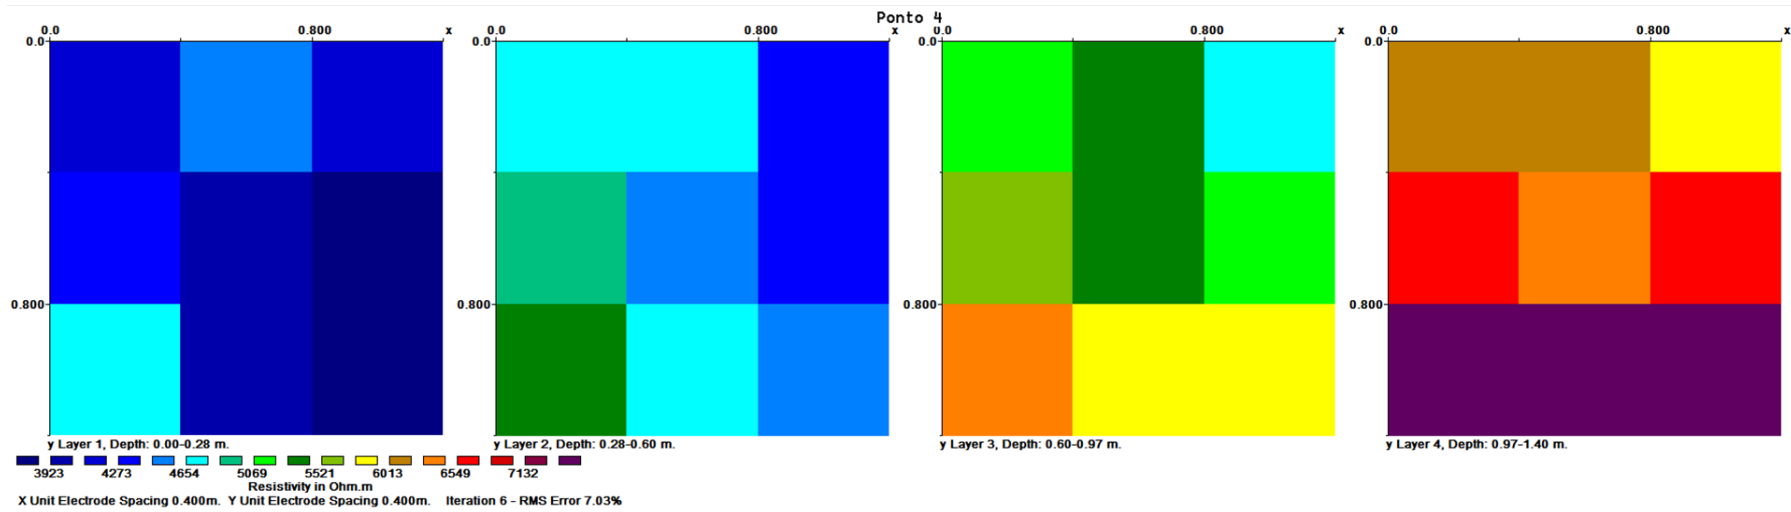 Ponto 4
0.0 0.800 x 0.0 0.800 x 0.0 0.800 x 0.0 0.800 x
0.0 0.0 0.0 0.0
0.800 0.800 0.800 0.800
y Layer 1, Depth: 0.00-0.28 m. y Layer 2, Depth: 0.28-0.60 m. y Layer 3, Depth: 0.60-0.97 m. y Layer 4, Depth: 0.97-1.40 m.
3923 4273 4654 5069 5521 6013 6549 7132
Resistivity in Ohm.m
X Unit Electrode Spacing 0.400m. Y Unit Electrode Spacing 0.400m. Iteration 6 - RMS Error 7.03%